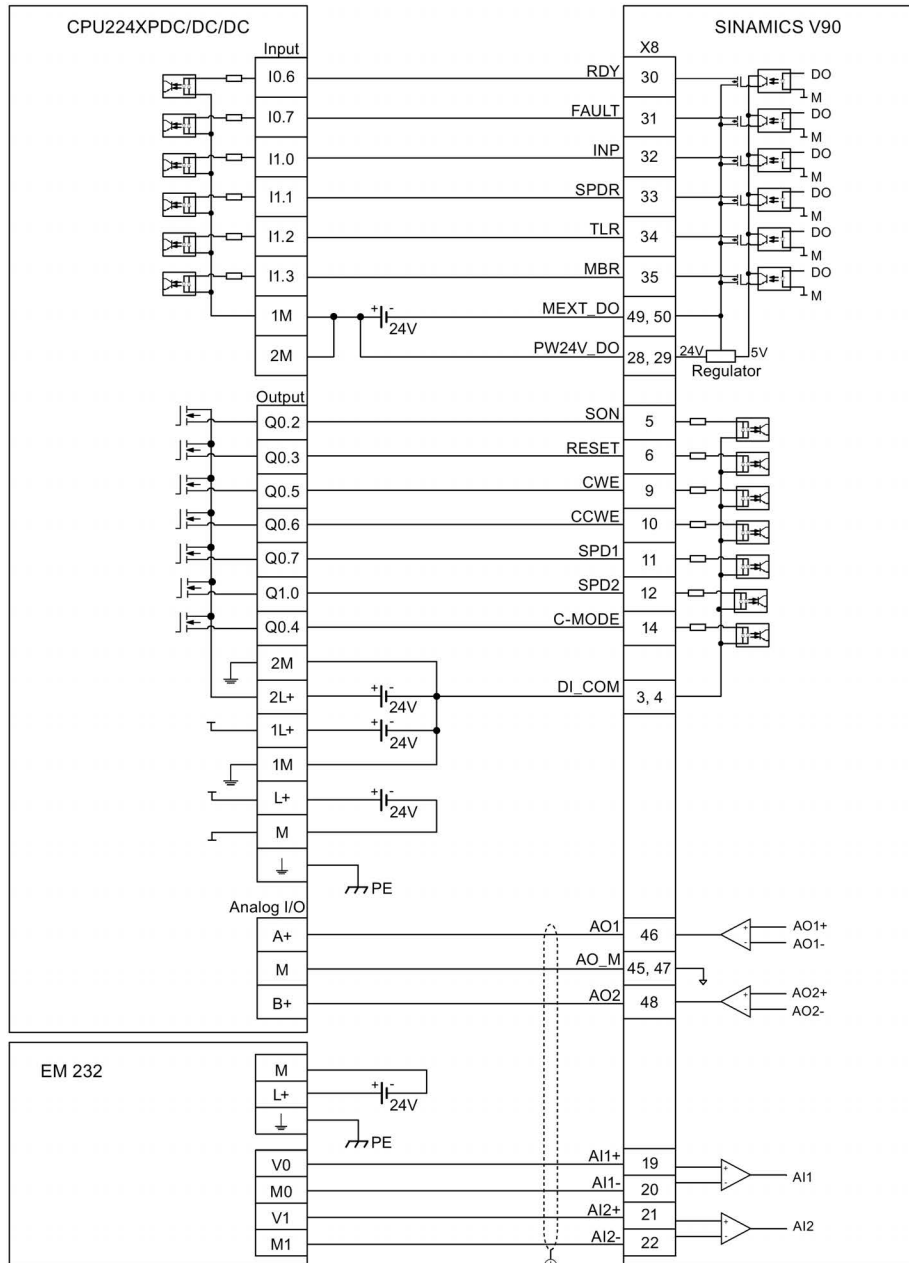 CPU224XPDC/DC/DC
SINAMICS V90
Input
X8
I0.6 RDY 30 DO
M
I0.7 FAULT 31 DO
M
I1.0 INP 32 DO
M
I1.1 SPDR 33 DO
M
I1.2 TLR 34 DO
M
I1.3 MBR 35 DO
M
1M + - 24V MEXT_DO 49, 50
2M PW24V_DO 28, 29 24V 5V
Regulator
Output
Q0.2 SON 5
Q0.3 RESET 6
Q0.5 CWE 9
Q0.6 CCWE 10
Q0.7 SPD1 11
Q1.0 SPD2 12
Q0.4 C-MODE 14
2M
2L+ + - 24V DI_COM 3, 4
1L+ + - 24V
1M
L+ + - 24V
M
PE
Analog I/O
A+ AO1 46 + - AO1+
AO1-
M AO_M 45, 47
B+ AO2 48 + - AO2+
AO2-
EM 232
M
L+ + - 24V
PE
V0 AI1+ 19 + - AI1
M0 AI1- 20
V1 AI2+ 21 + - AI2
M1 AI2- 22